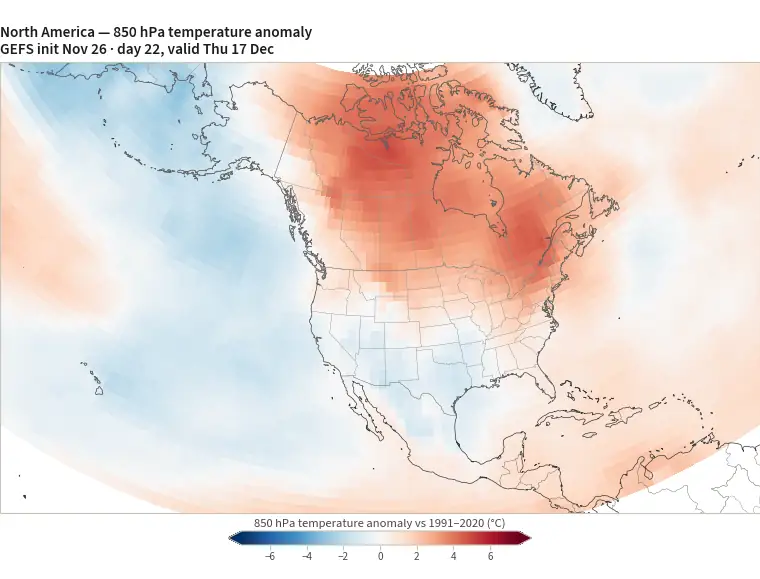 North America — 850 hPa temperature anomaly
GEFS init Nov 26 · day 22, valid Thu 17 Dec
850 hPa temperature anomaly vs 1991–2020 (°C)
−6 −4 −2 0 2 4 6